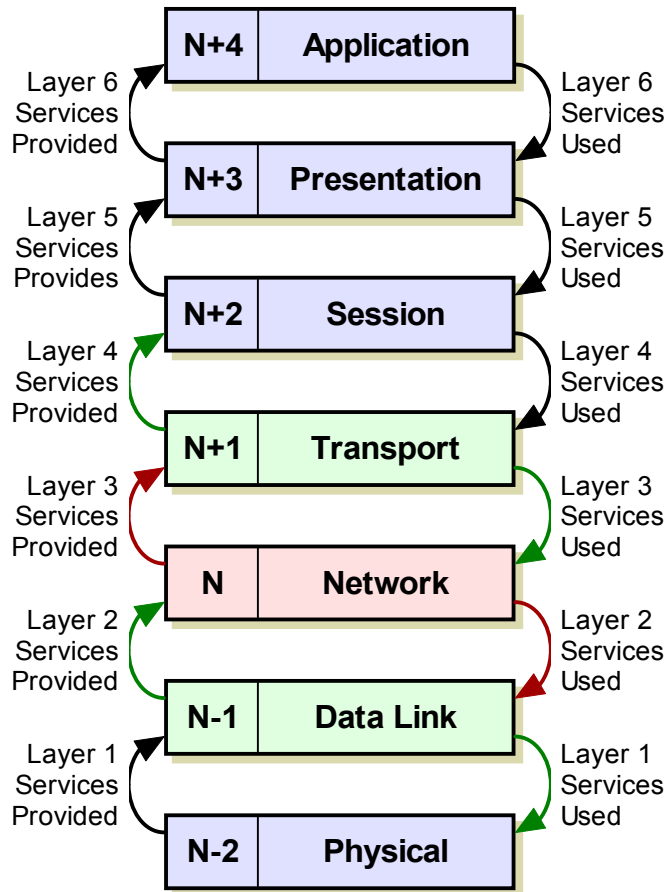 N+4 Application
Layer 6
Services
Provided
Layer 6
Services
Used
N+3 Presentation
Layer 5
Services
Provides
Layer 5
Services
Used
N+2 Session
Layer 4
Services
Provided
Layer 4
Services
Used
N+1 Transport
Layer 3
Services
Provided
Layer 3
Services
Used
N Network
Layer 2
Services
Provided
Layer 2
Services
Used
N-1 Data Link
Layer 1
Services
Provided
Layer 1
Services
Used
N-2 Physical